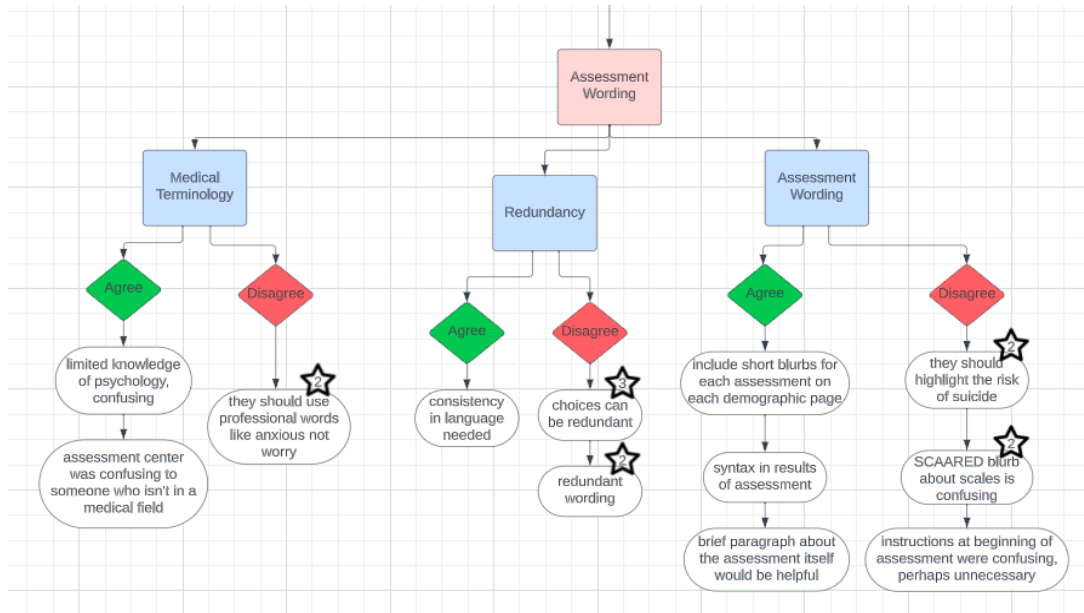 Assessment
Wording
Medical
Terminology
Redundancy
Assessment
Wording
Agree
Disagree
Agree
Disagree
Agree
Disagree
limited knowledge
of psychology,
confusing
assessment center
was confusing to
someone who isn't in a
medical field
2
they should use
professional words
like anxious not
worry
consistency
in language
needed
3
choices can
be redundant
2
redundant
wording
include short blurbs for
each assessment on
each demographic page
syntax in results
of assessment
brief paragraph about
the assessment itself
would be helpful
2
they should
highlight the risk
of suicide
2
SCAARED blurb
about scales is
confusing
instructions at beginning of
assessment were confusing,
perhaps unnecessary